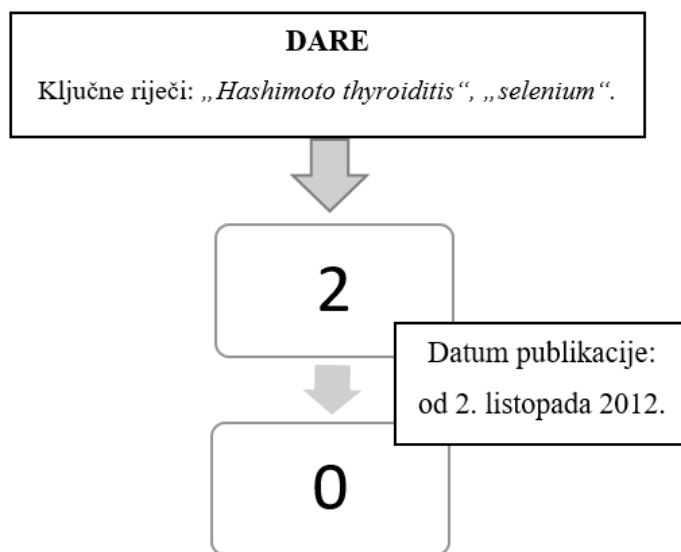 DARE
Ključne riječi: „Hashimoto thyroiditis“, „selenium“.
2
Datum publikacije:
od 2. listopada 2012.
0